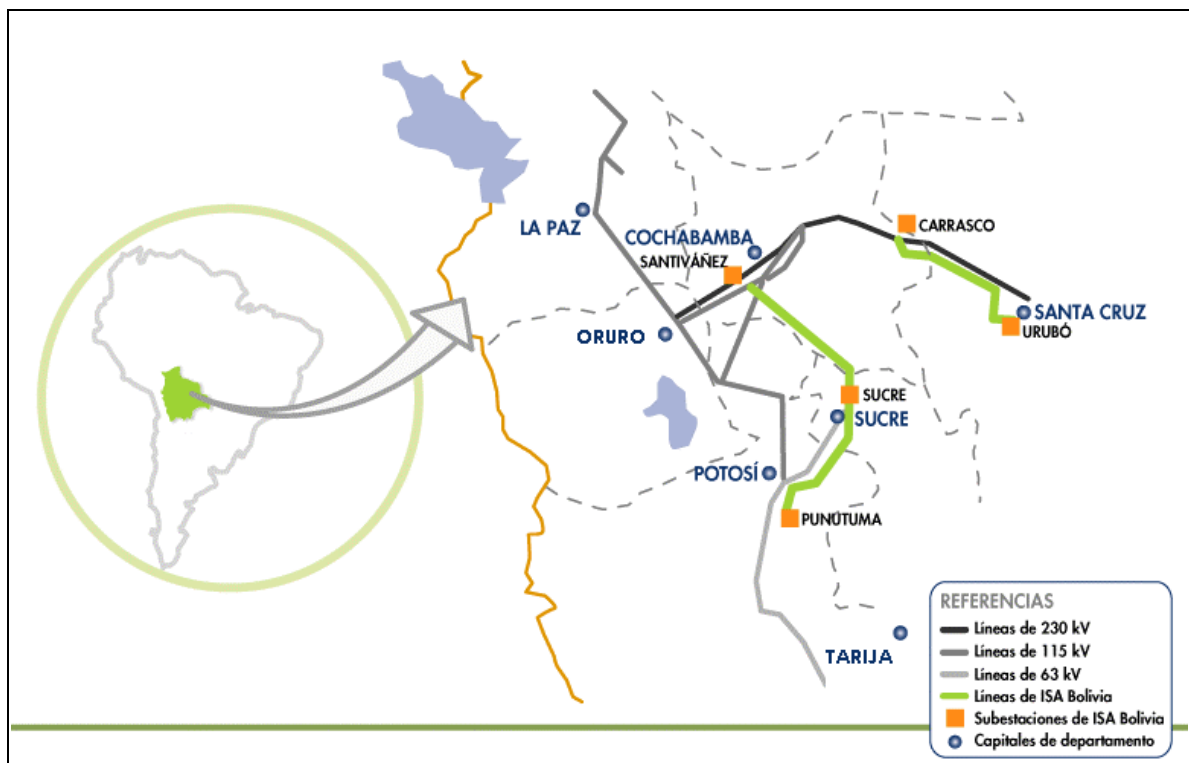 LA PAZ
COCHABAMBA
SANTIVÁÑEZ
CARRASCO
SANTA CRUZ
URUBÓ
ORURO
SUCRE
SUCRE
POTOSÍ
PUNUTUMA
TARIJA
REFERENCIAS
Líneas de 230 kV
Líneas de 115 kV
Líneas de 63 kV
Líneas de ISA Bolivia
Subestaciones de ISA Bolivia
Capitales de departamento